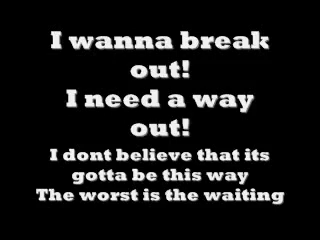 I wanna break
out!
I need a way
out!
I dont believe that its
gotta be this way
The worst is the waiting